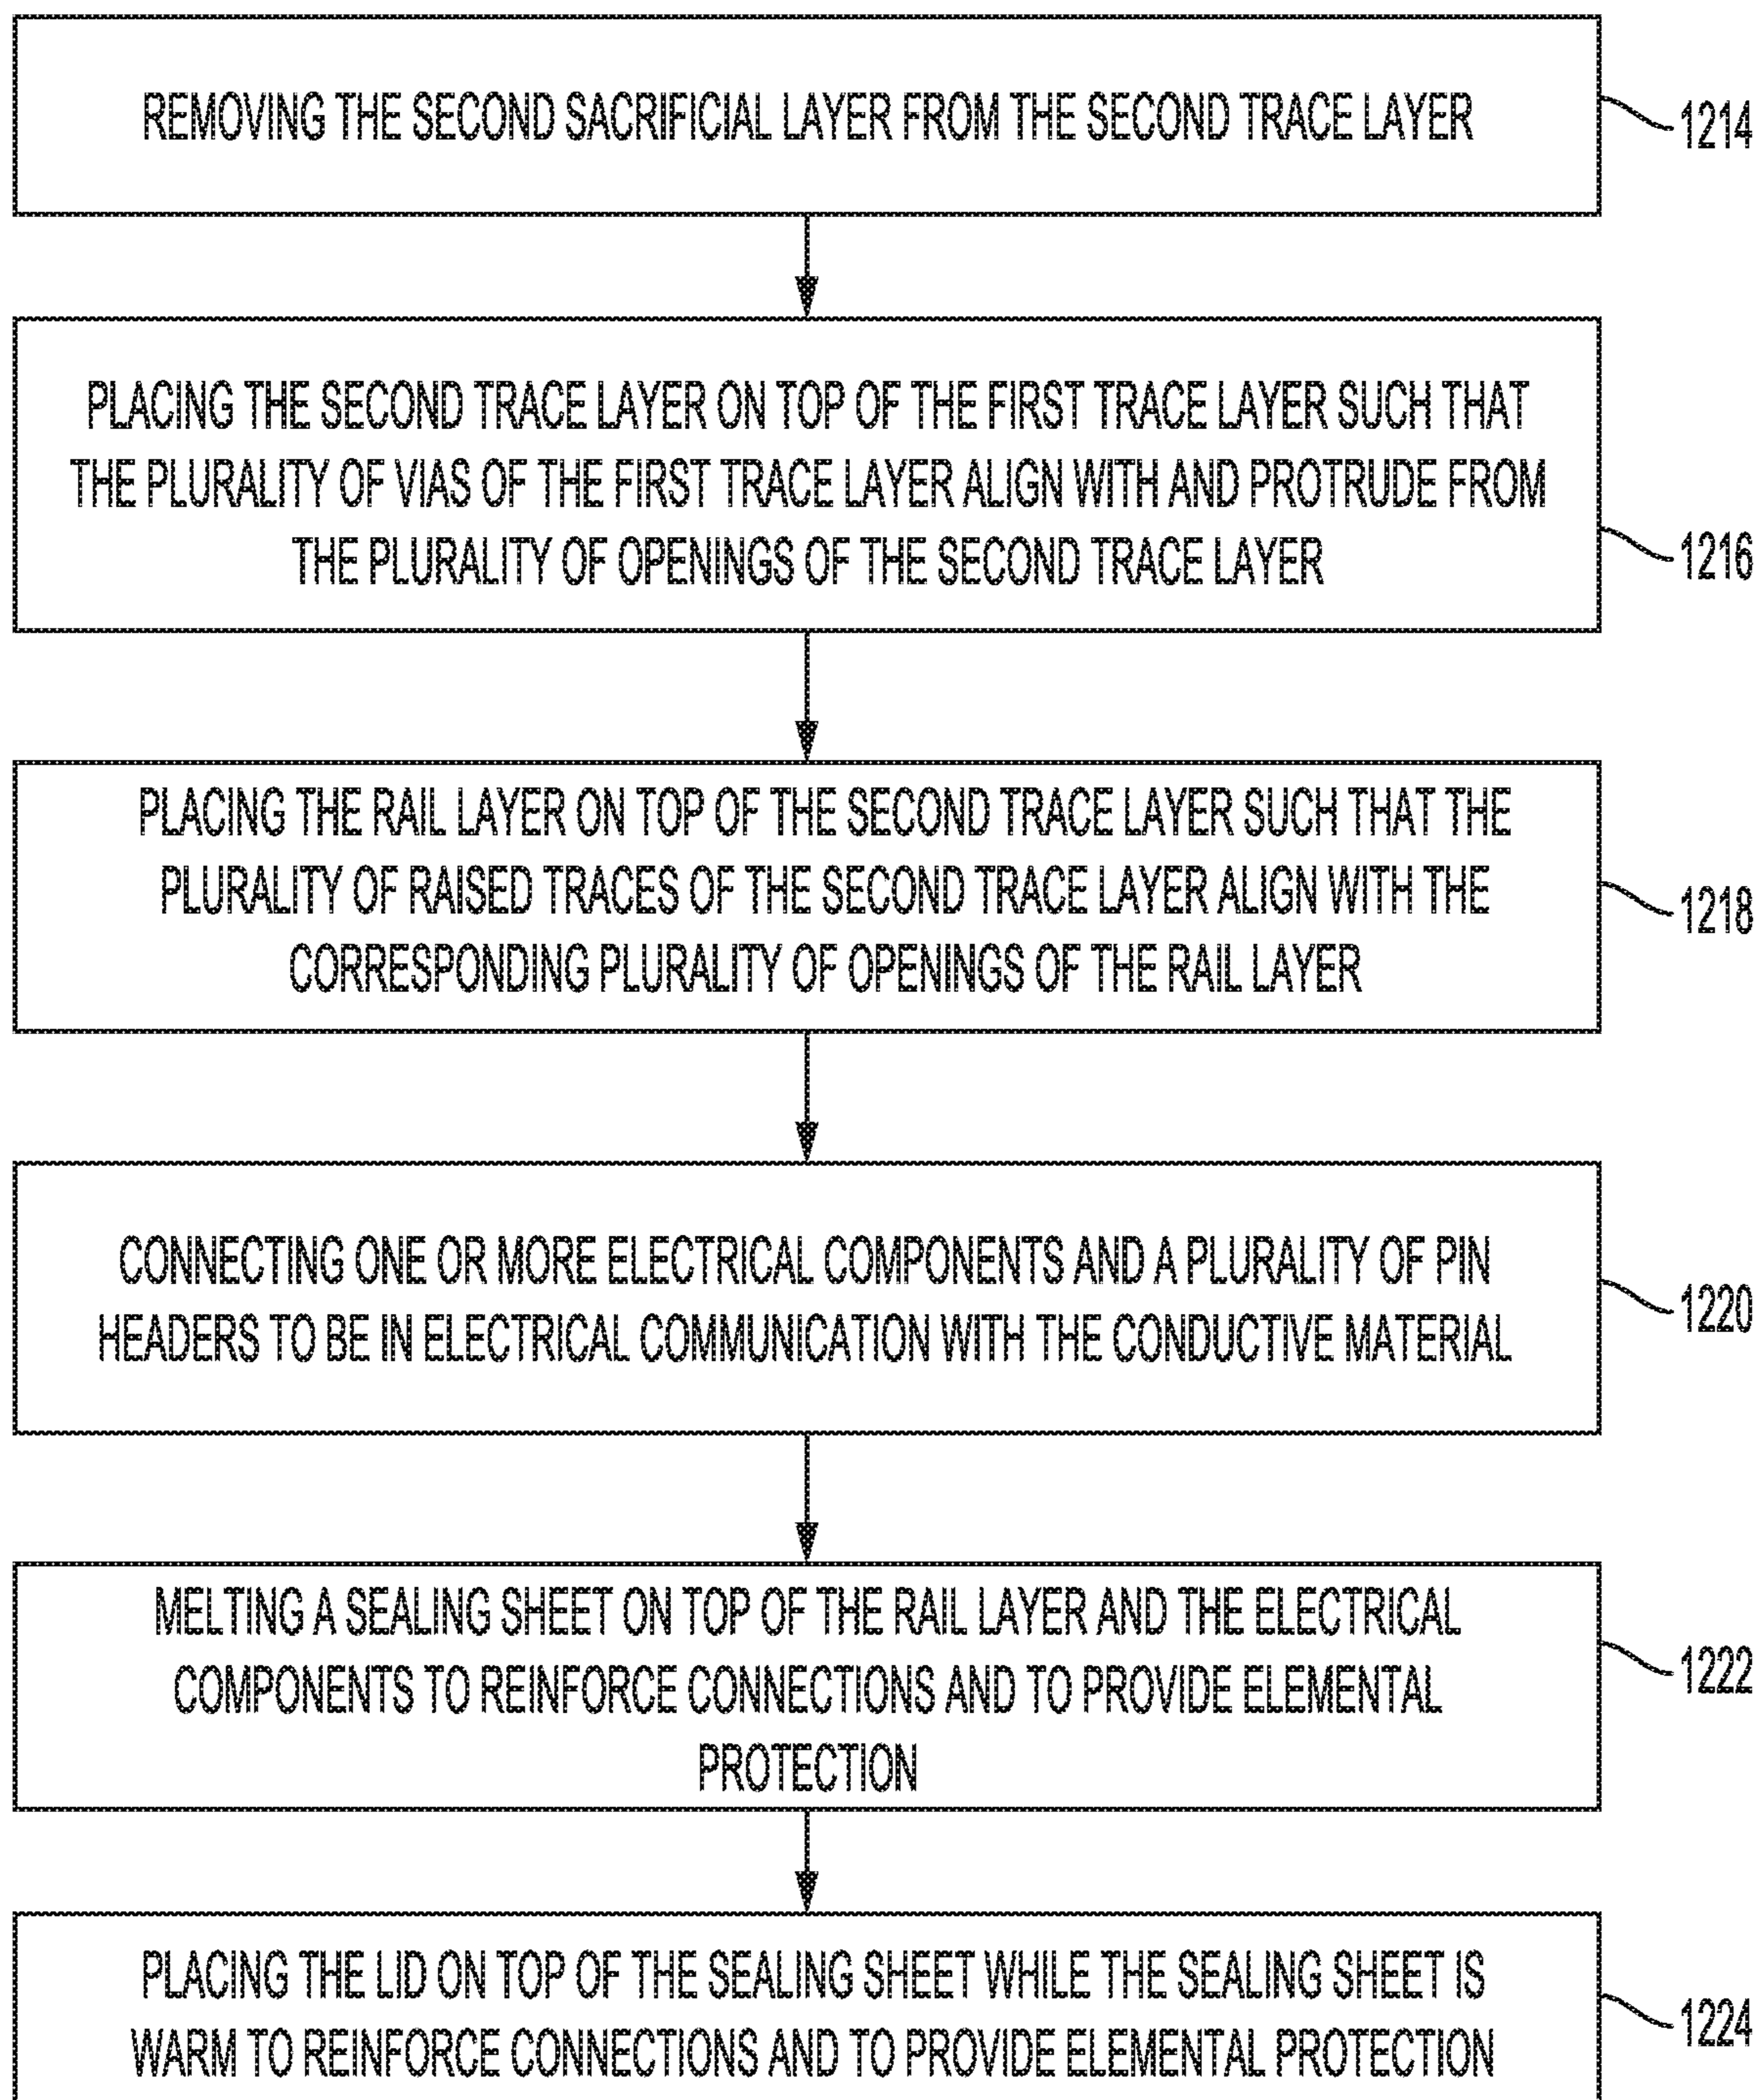 REMOVING THE SECOND SACRIFICIAL LAYER FROM THE SECOND TRACE LAYER
1214
PLACING THE SECOND TRACE LAYER ON TOP OF THE FIRST TRACE LAYER SUCH THAT
THE PLURALITY OF VIAS OF THE FIRST TRACE LAYER ALIGN WITH AND PROTRUDE FROM
THE PLURALITY OF OPENINGS OF THE SECOND TRACE LAYER
1216
PLACING THE RAIL LAYER ON TOP OF THE SECOND TRACE LAYER SUCH THAT THE
PLURALITY OF RAISED TRACES OF THE SECOND TRACE LAYER ALIGN WITH THE
CORRESPONDING PLURALITY OF OPENINGS OF THE RAIL LAYER
1218
CONNECTING ONE OR MORE ELECTRICAL COMPONENTS AND A PLURALITY OF PIN
HEADERS TO BE IN ELECTRICAL COMMUNICATION WITH THE CONDUCTIVE MATERIAL
1220
MELTING A SEALING SHEET ON TOP OF THE RAIL LAYER AND THE ELECTRICAL
COMPONENTS TO REINFORCE CONNECTIONS AND TO PROVIDE ELEMENTAL
PROTECTION
1222
PLACING THE LID ON TOP OF THE SEALING SHEET WHILE THE SEALING SHEET IS
WARM TO REINFORCE CONNECTIONS AND TO PROVIDE ELEMENTAL PROTECTION
1224